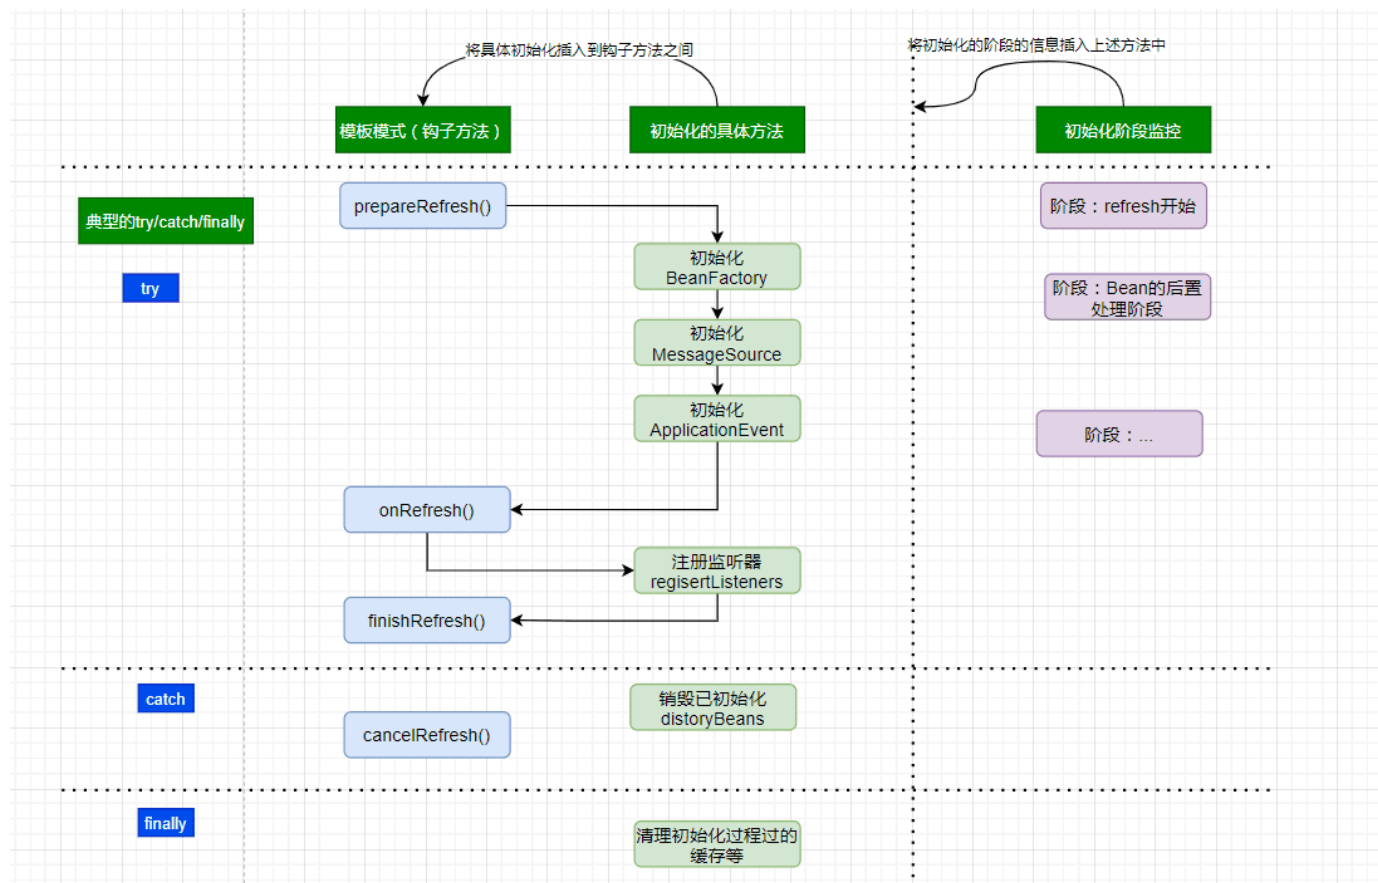 将具体初始化插入到钩子方法之间
将初始化的阶段的信息插入上述方法中
模板模式（钩子方法）
初始化的具体方法
初始化阶段监控
典型的try/catch/finally
try
prepareRefresh()
阶段：refresh开始
初始化
BeanFactory
阶段：Bean的后置
处理阶段
初始化
MessageSource
初始化
ApplicationEvent
阶段：...
onRefresh()
注册监听器
regisertListeners
finishRefresh()
catch
销毁已初始化
distoryBeans
cancelRefresh()
finally
清理初始化过程过的
缓存等